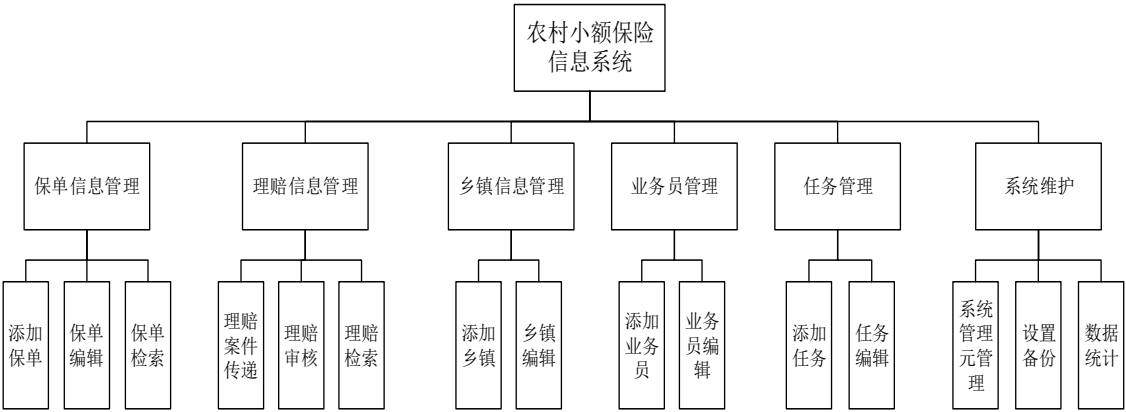 农村小额保险
信息系统
保单信息管理
理赔信息管理
乡镇信息管理
业务员管理
任务管理
系统维护
添加
保单
保单
编辑
保单
检索
理赔
案件
传递
理赔
审核
理赔
检索
添加
乡镇
乡镇
编辑
添加
业务
员
业务
员编
辑
添加
任务
任务
编辑
系统
管理
元管
理
设置
备份
数据
统计